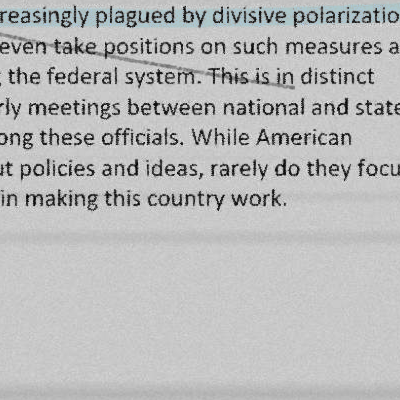 reasingly plagued by divisive polarizatio
even take positions on such measures a
the federal system. This is in distinct
rly meetings between national and state
ong these officials. While American
ut policies and ideas, rarely do they focu
in making this country work.